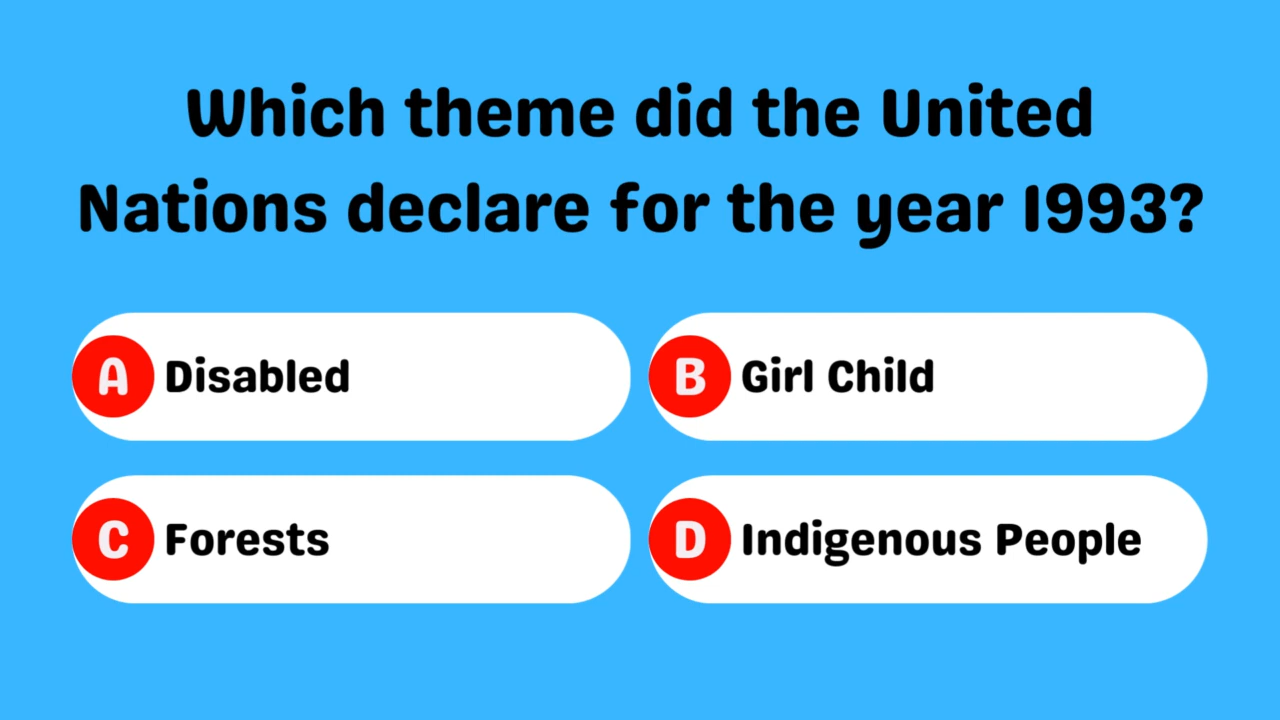 Which theme did the United
Nations declare for the year 1993?
A Disabled
B Girl Child
C Forests
D Indigenous People